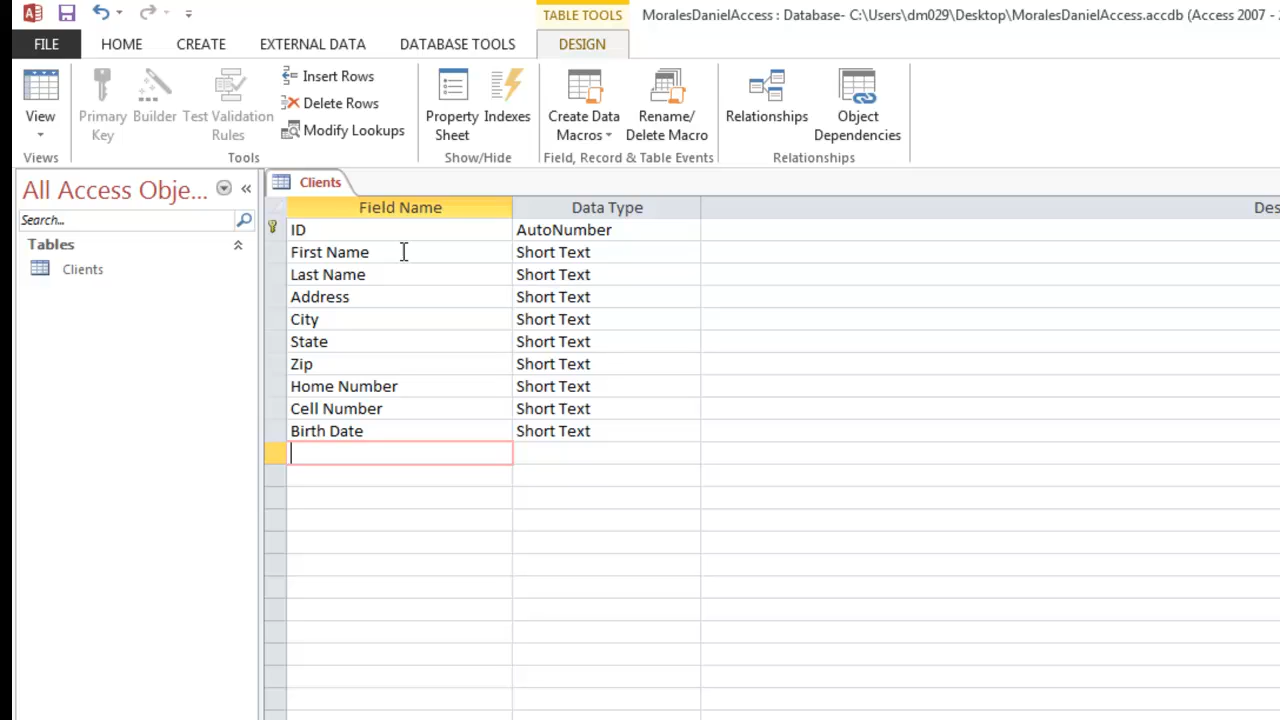 TABLE TOOLS
MoralesDanielAccess : Database- C:\Users\dm029\Desktop\MoralesDanielAccess.accdb (Access 2007 -
FILE HOME CREATE EXTERNAL DATA DATABASE TOOLS DESIGN
View
Views
Primary Key
Builder
Test Validation Rules
Insert Rows
Delete Rows
Modify Lookups
Tools
Property Sheet
Indexes
Show/Hide
Create Data Macros
Rename/ Delete Macro
Field, Record & Table Events
Relationships
Object Dependencies
Relationships
All Access Obje...
Search...
Tables
Clients
Clients
Field Name Data Type Des
ID AutoNumber
First Name Short Text
Last Name Short Text
Address Short Text
City Short Text
State Short Text
Zip Short Text
Home Number Short Text
Cell Number Short Text
Birth Date Short Text